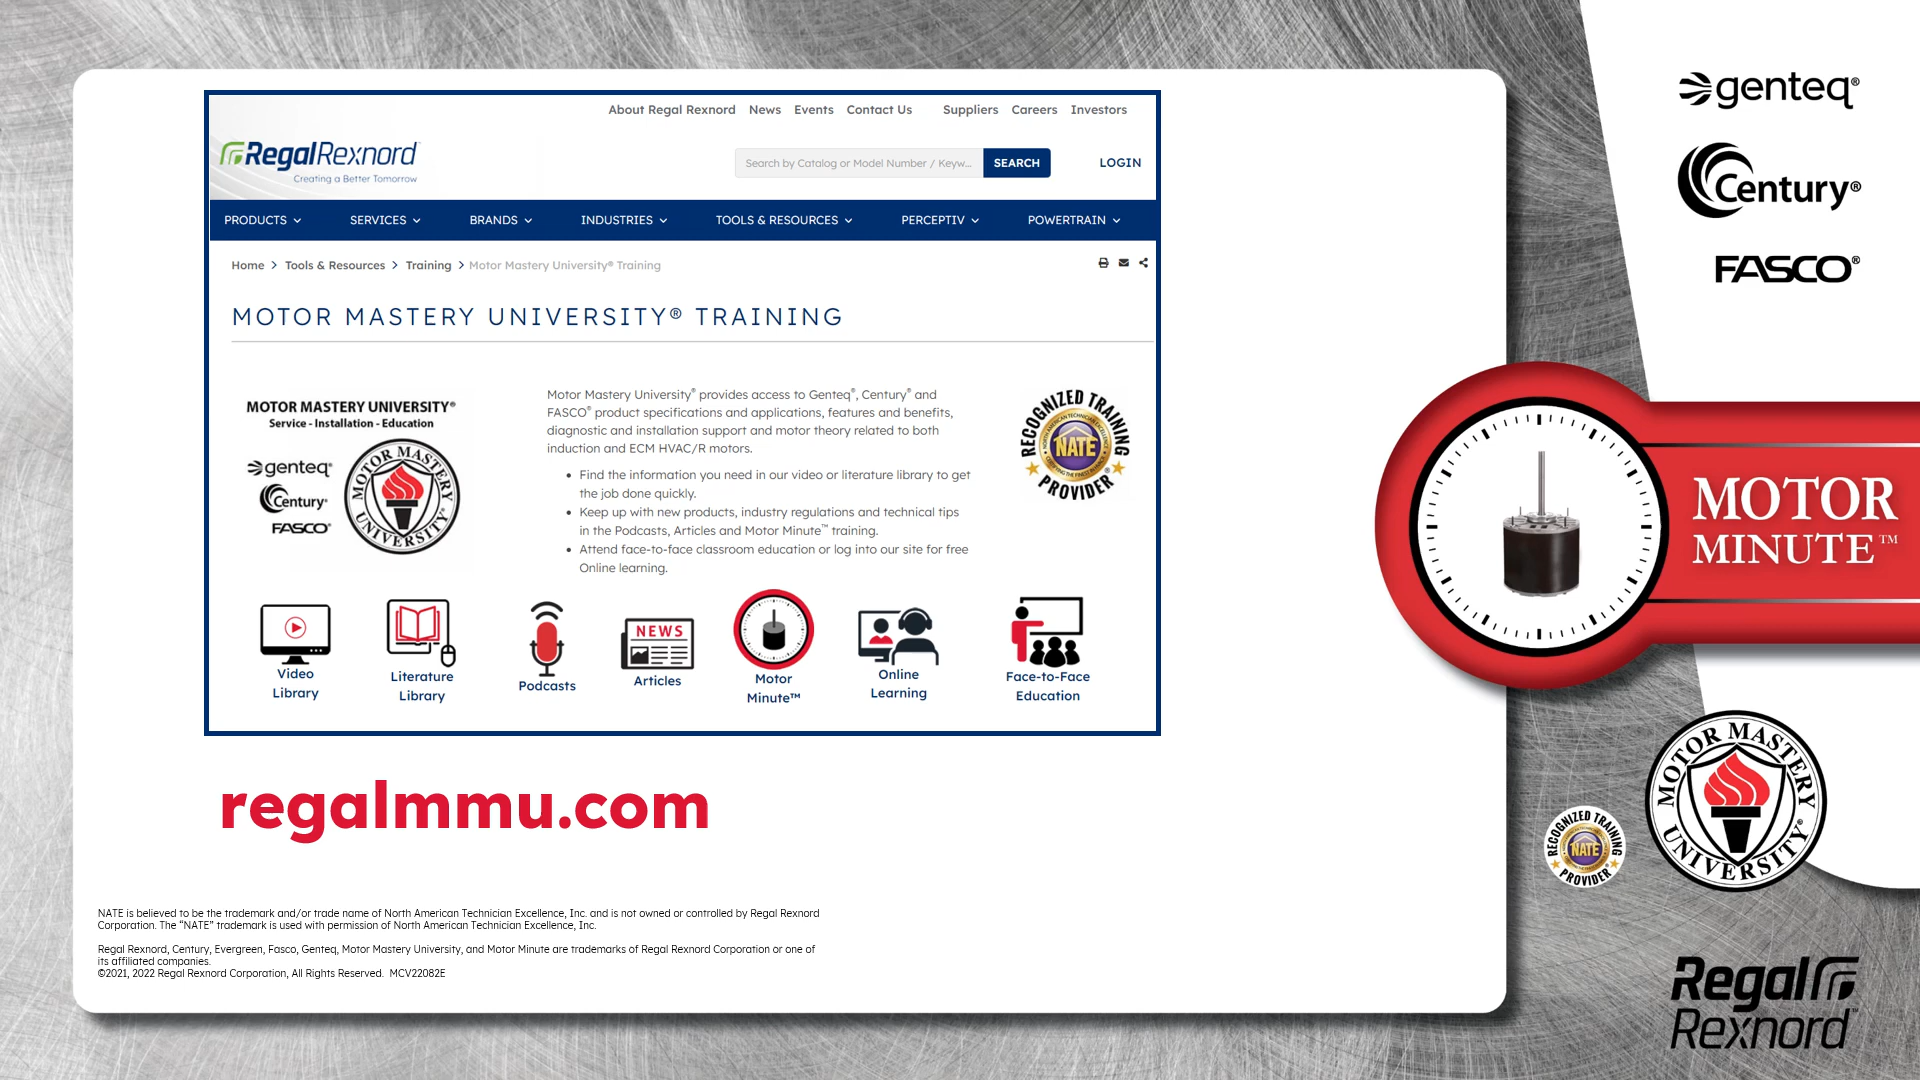 About Regal Rexnord News Events Contact Us Suppliers Careers Investors
RegalRexnord
Creating a Better Tomorrow
Search by Catalog or Model Number / Keyw... SEARCH LOGIN
PRODUCTS SERVICES BRANDS INDUSTRIES TOOLS & RESOURCES PERCEPTIV POWERTRAIN
Home > Tools & Resources > Training > Motor Mastery University® Training
MOTOR MASTERY UNIVERSITY® TRAINING
MOTOR MASTERY UNIVERSITY®
Service - Installation - Education
genteq®
Century®
FASCO®
MOTOR MASTERY UNIVERSITY®
Motor Mastery University® provides access to Genteq®, Century® and
FASCO® product specifications and applications, features and benefits,
diagnostic and installation support and motor theory related to both
induction and ECM HVAC/R motors.
• Find the information you need in our video or literature library to get
the job done quickly.
• Keep up with new products, industry regulations and technical tips
in the Podcasts, Articles and Motor Minute™ training.
• Attend face-to-face classroom education or log into our site for free
Online learning.
RECOGNIZED TRAINING
NATE
PROVIDER
Video
Library
Literature
Library
Podcasts
NEWS
Articles
Motor
Minute™
Online
Learning
Face-to-Face
Education
regalmmu.com
NATE is believed to be the trademark and/or trade name of North American Technician Excellence, Inc. and is not owned or controlled by Regal Rexnord
Corporation. The “NATE” trademark is used with permission of North American Technician Excellence, Inc.
Regal Rexnord, Century, Evergreen, Fasco, Genteq, Motor Mastery University, and Motor Minute are trademarks of Regal Rexnord Corporation or one of
its affiliated companies.
©2021, 2022 Regal Rexnord Corporation, All Rights Reserved. MCV22082E
genteq®
Century®
FASCO®
MOTOR
MINUTE™
MOTOR MASTERY UNIVERSITY®
RECOGNIZED TRAINING
NATE
PROVIDER
Regal
Rexnord™